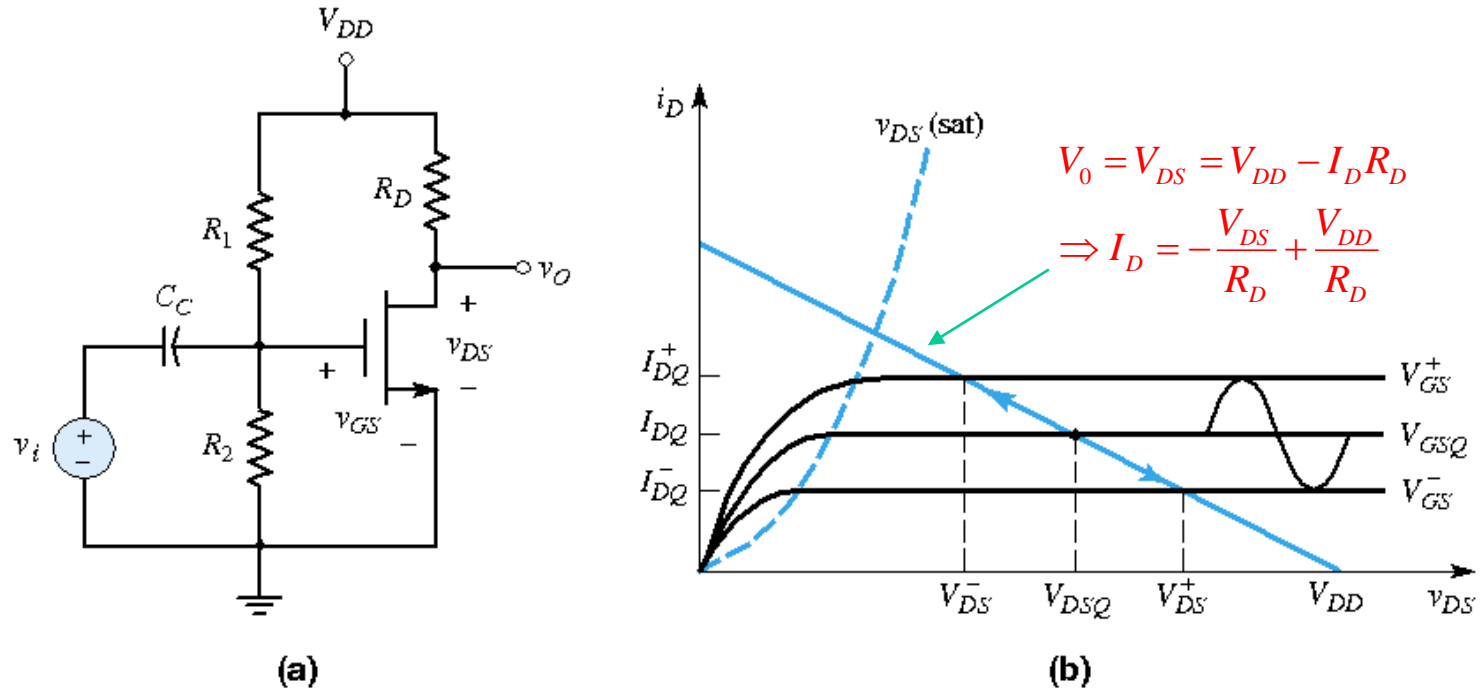 V_DD
R_D
R_1
v_O
C_C
+
v_DS
+
−
v_GS
−
v_i
+
−
R_2
(a)
i_D
v_DS (sat)
V_0 = V_DS = V_DD − I_D R_D
⇒ I_D = − V_DS / R_D + V_DD / R_D
I_DQ^+
V_GS^+
I_DQ
V_GSQ
I_DQ^−
V_GS^−
V_DS^− V_DSQ V_DS^+ V_DD v_DS
(b)